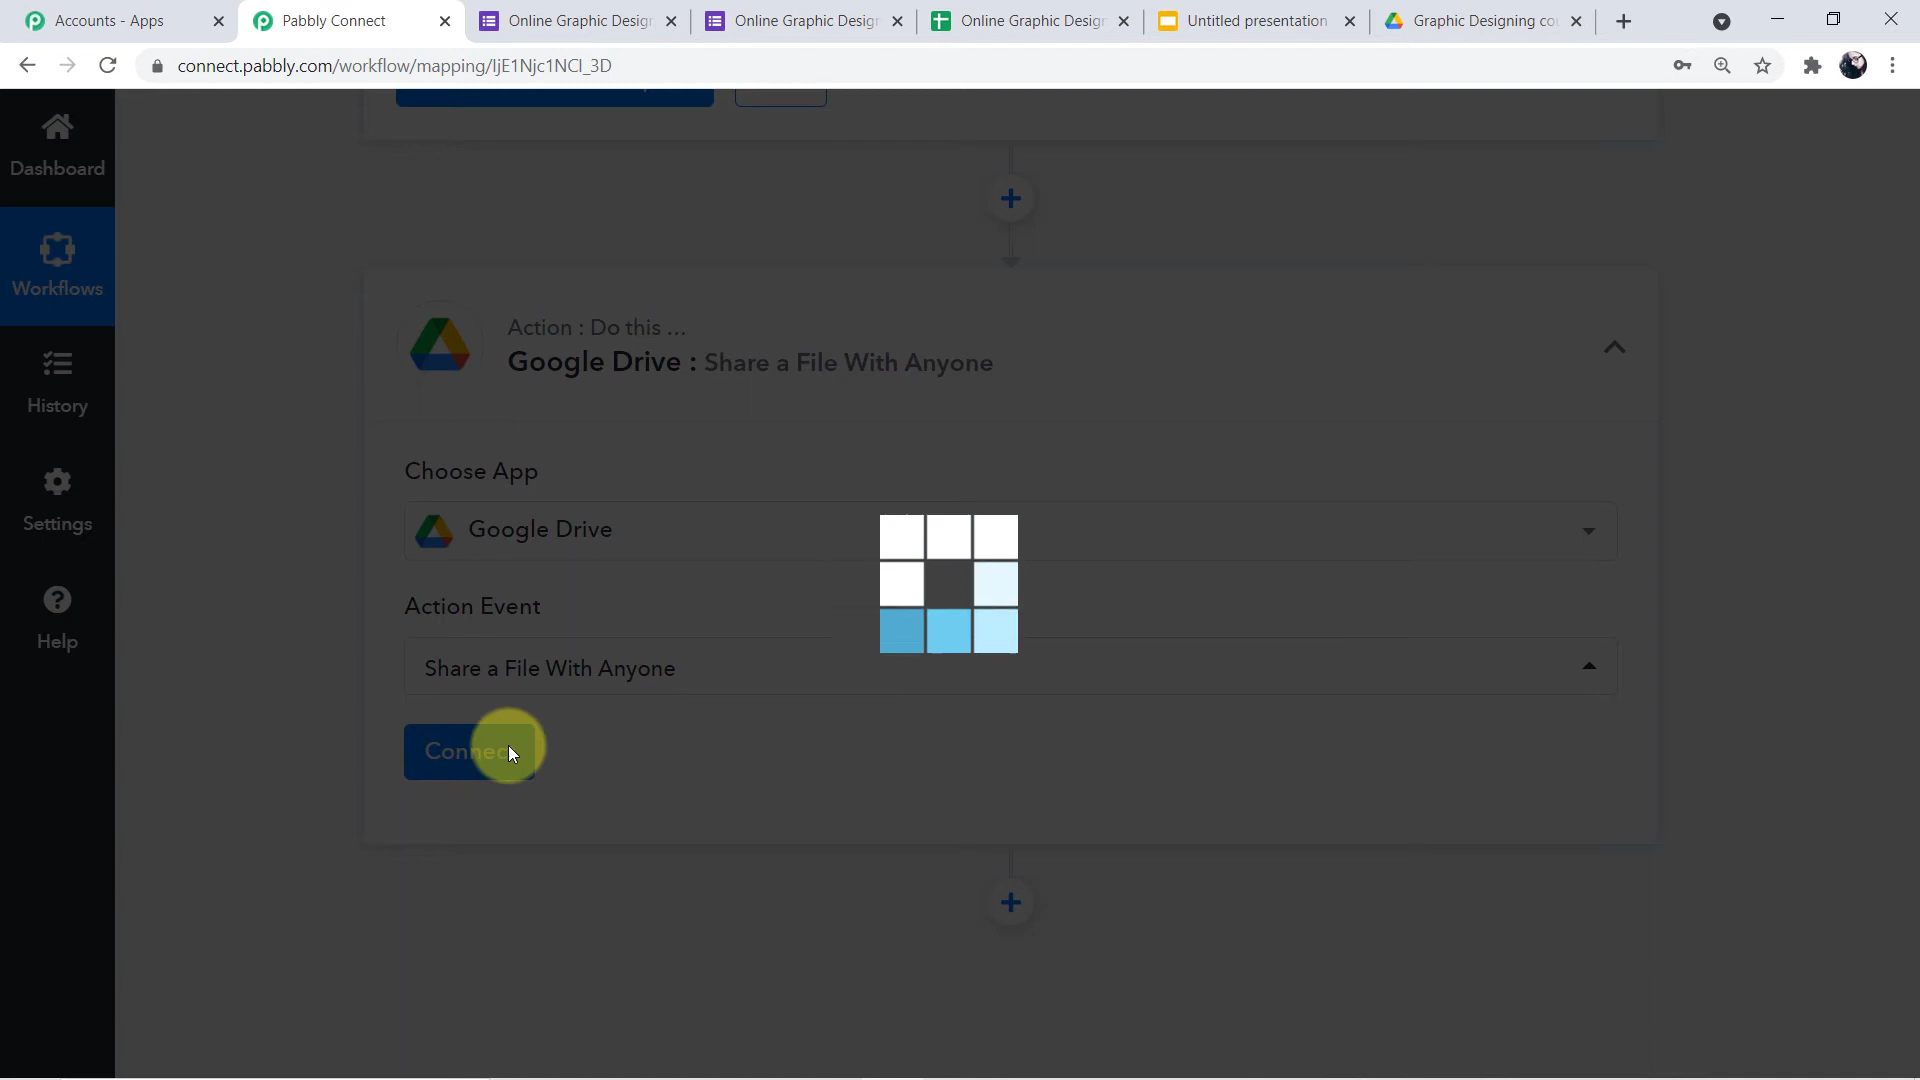 Accounts - Apps
Pabbly Connect
Online Graphic Design
Online Graphic Design
Online Graphic Design
Untitled presentation
Graphic Designing co
connect.pabbly.com/workflow/mapping/IjE1Njc1NCI_3D
Dashboard
Workflows
History
Settings
Help
Action : Do this ...
Google Drive : Share a File With Anyone
Choose App
Google Drive
Action Event
Share a File With Anyone
Connect